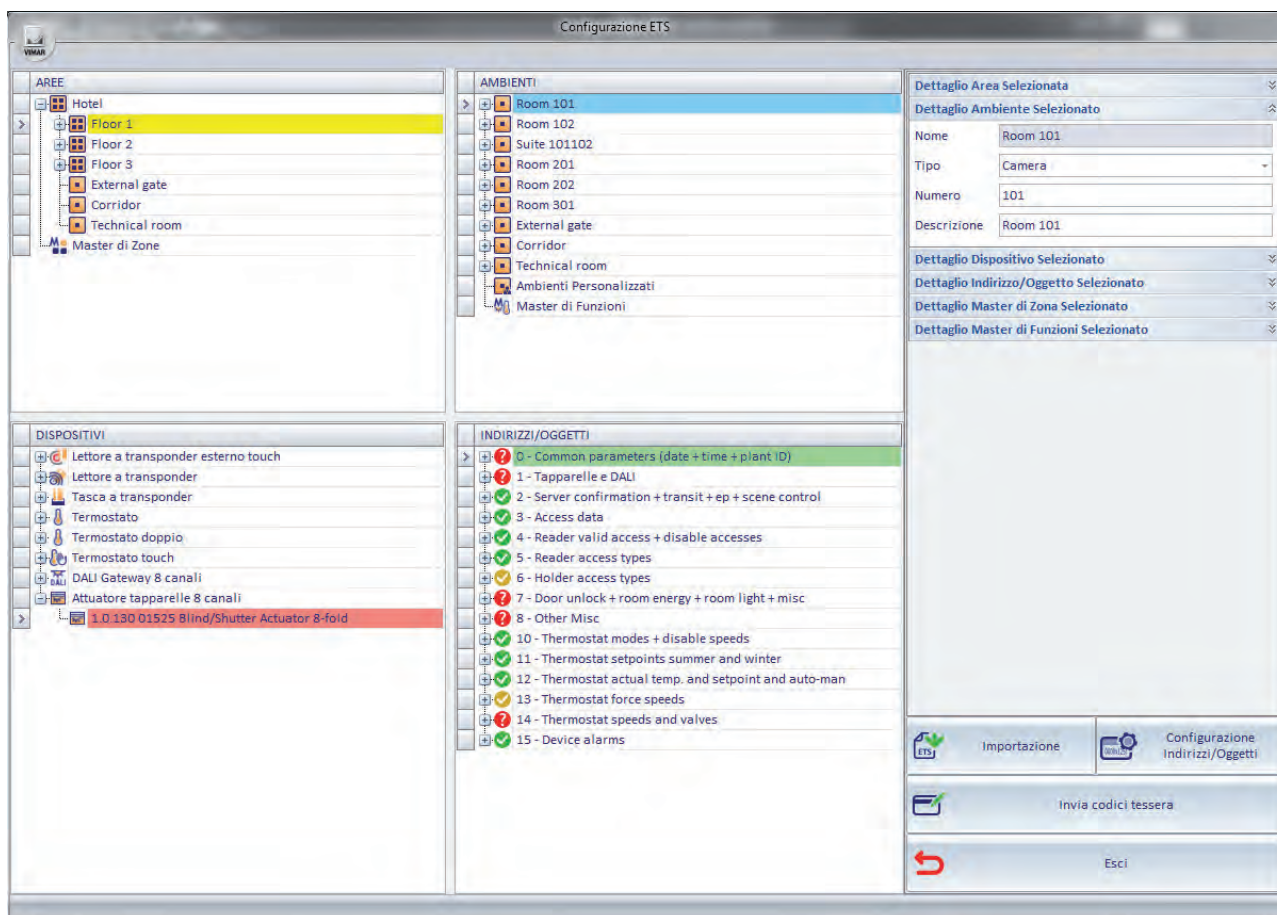 Configurazione ETS
VIMAR
AREE
Hotel
Floor 1
Floor 2
Floor 3
External gate
Corridor
Technical room
Master di Zone
AMBIENTI
Room 101
Room 102
Suite 101102
Room 201
Room 202
Room 301
External gate
Corridor
Technical room
Ambienti Personalizzati
Master di Funzioni
Dettaglio Area Selezionata
Dettaglio Ambiente Selezionato
Nome Room 101
Tipo Camera
Numero 101
Descrizione Room 101
Dettaglio Dispositivo Selezionato
Dettaglio Indirizzo/Oggetto Selezionato
Dettaglio Master di Zona Selezionato
Dettaglio Master di Funzioni Selezionato
DISPOSITIVI
Lettore a transponder esterno touch
Lettore a transponder
Tasca a transponder
Termostato
Termostato doppio
Termostato touch
DALI Gateway 8 canali
Attuatore tapparelle 8 canali
1.0.130 01525 Blind/Shutter Actuator 8-fold
INDIRIZZI/OGGETTI
0 - Common parameters (date + time + plant ID)
1 - Tapparelle e DALI
2 - Server confirmation + transit + ep + scene control
3 - Access data
4 - Reader valid access + disable accesses
5 - Reader access types
6 - Holder access types
7 - Door unlock + room energy + room light + misc
8 - Other Misc
10 - Thermostat modes + disable speeds
11 - Thermostat setpoints summer and winter
12 - Thermostat actual temp. and setpoint and auto-man
13 - Thermostat force speeds
14 - Thermostat speeds and valves
15 - Device alarms
ETS
Importazione
Configurazione
Indirizzi/Oggetti
Invia codici tessera
Esci